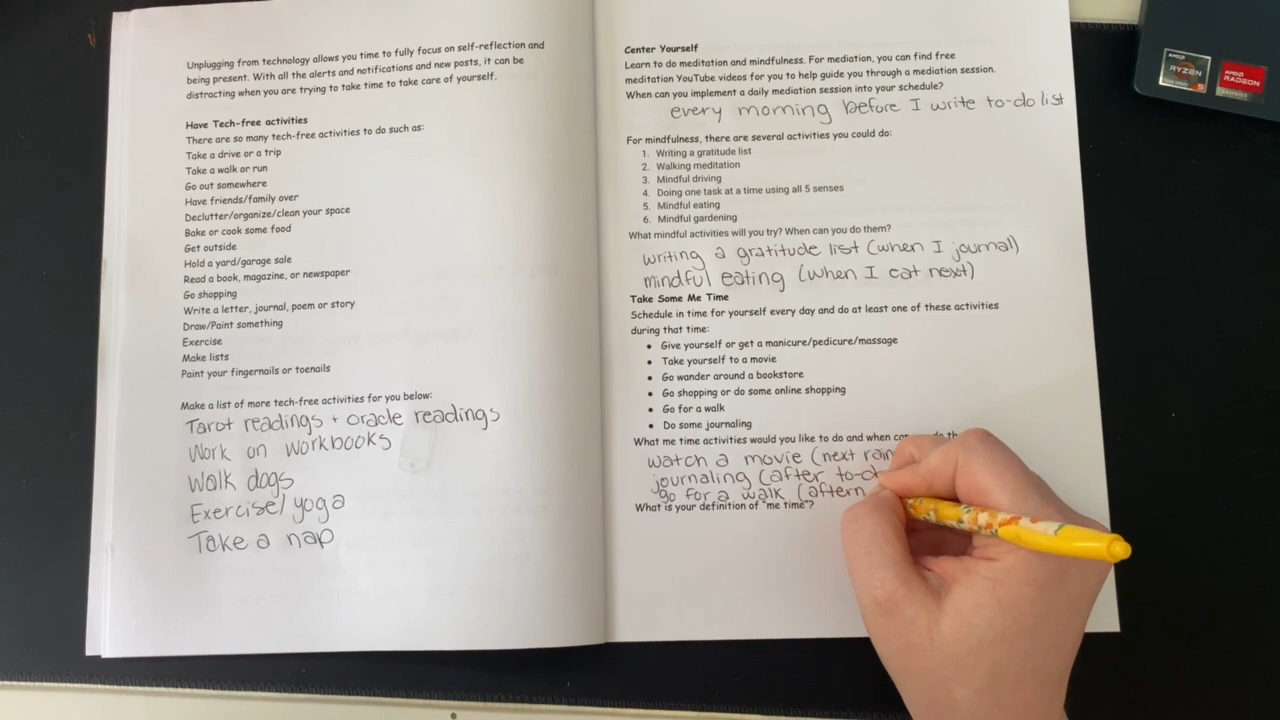 Unplugging from technology allows you time to fully focus on self-reflection and
being present. With all the alerts and notifications and new posts, it can be
distracting when you are trying to take time to take care of yourself.
Have Tech-free activities
There are so many tech-free activities to do such as:
Take a drive or a trip
Take a walk or run
Go out somewhere
Have friends/family over
Declutter/organize/clean your space
Bake or cook some food
Get outside
Hold a yard/garage sale
Read a book, magazine, or newspaper
Go shopping
Write a letter, journal, poem or story
Draw/Paint something
Exercise
Make lists
Paint your fingernails or toenails
Make a list of more tech-free activities for you below:
Tarot readings + oracle readings
Work on workbooks
Walk dogs
Exercise/yoga
Take a nap
Center Yourself
Learn to do meditation and mindfulness. For mediation, you can find free
meditation YouTube videos for you to help guide you through a mediation session.
When can you implement a daily mediation session into your schedule?
every morning before I write to-do list
For mindfulness, there are several activities you could do:
1. Writing a gratitude list
2. Walking meditation
3. Mindful driving
4. Doing one task at a time using all 5 senses
5. Mindful eating
6. Mindful gardening
What mindful activities will you try? When can you do them?
writing a gratitude list (when I journal)
mindful eating (when I eat next)
Take Some Me Time
Schedule in time for yourself every day and do at least one of these activities
during that time:
• Give yourself or get a manicure/pedicure/massage
• Take yourself to a movie
• Go wander around a bookstore
• Go shopping or do some online shopping
• Go for a walk
• Do some journaling
What me time activities would you like to do and when
watch a movie (next rain
journaling (after to-d
go for a walk (aftern
What is your definition of "me time"?
AMD
RYZEN
5
AMD
RADEON
GRAPHICS